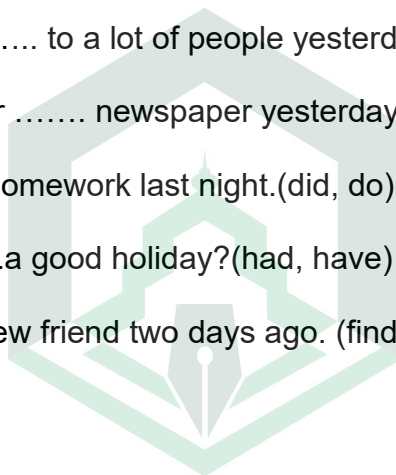 ….. to a lot of people yesterd
……. newspaper yesterday
omework last night.(did, do)
.a good holiday?(had, have)
ew friend two days ago. (find